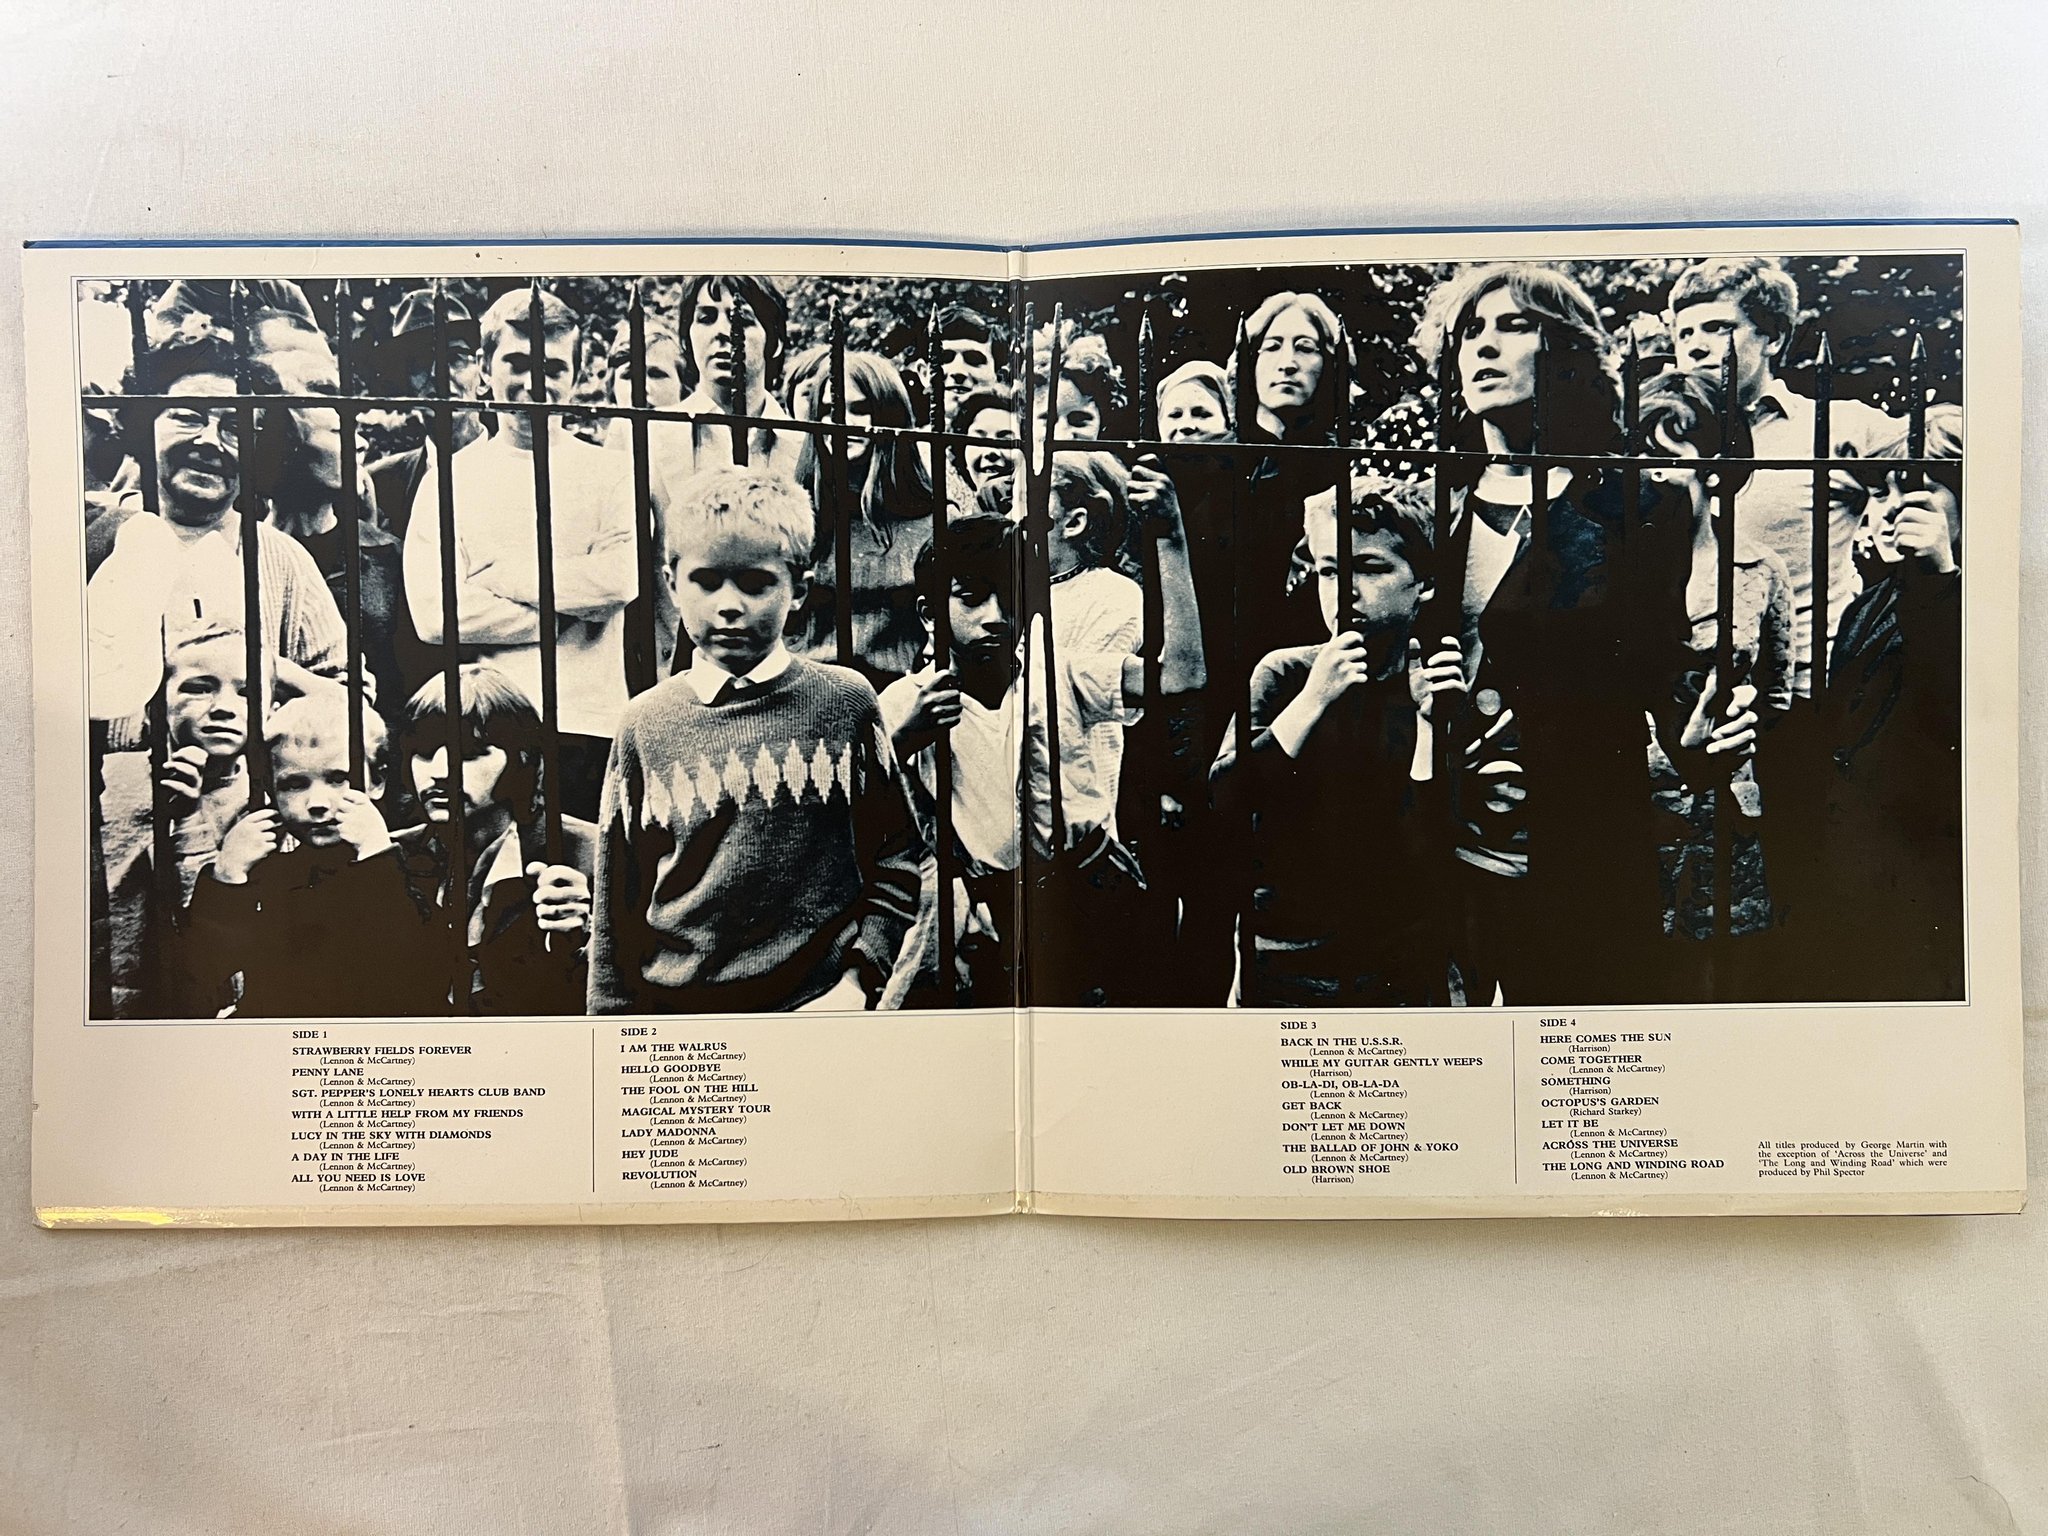 SIDE 1
STRAWBERRY FIELDS FOREVER
(Lennon & McCartney)
PENNY LANE
(Lennon & McCartney)
SGT. PEPPER'S LONELY HEARTS CLUB BAND
(Lennon & McCartney)
WITH A LITTLE HELP FROM MY FRIENDS
(Lennon & McCartney)
LUCY IN THE SKY WITH DIAMONDS
(Lennon & McCartney)
A DAY IN THE LIFE
(Lennon & McCartney)
ALL YOU NEED IS LOVE
(Lennon & McCartney)
SIDE 2
I AM THE WALRUS
(Lennon & McCartney)
HELLO GOODBYE
(Lennon & McCartney)
THE FOOL ON THE HILL
(Lennon & McCartney)
MAGICAL MYSTERY TOUR
(Lennon & McCartney)
LADY MADONNA
(Lennon & McCartney)
HEY JUDE
(Lennon & McCartney)
REVOLUTION
(Lennon & McCartney)
SIDE 3
BACK IN THE U.S.S.R.
(Lennon & McCartney)
WHILE MY GUITAR GENTLY WEEPS
(Harrison)
OB-LA-DI, OB-LA-DA
(Lennon & McCartney)
GET BACK
(Lennon & McCartney)
DON'T LET ME DOWN
(Lennon & McCartney)
THE BALLAD OF JOHN & YOKO
(Lennon & McCartney)
OLD BROWN SHOE
(Harrison)
SIDE 4
HERE COMES THE SUN
(Harrison)
COME TOGETHER
(Lennon & McCartney)
SOMETHING
(Harrison)
OCTOPUS'S GARDEN
(Richard Starkey)
LET IT BE
(Lennon & McCartney)
ACROSS THE UNIVERSE
(Lennon & McCartney)
THE LONG AND WINDING ROAD
(Lennon & McCartney)
All titles produced by George Martin with
the exception of 'Across the Universe' and
'The Long and Winding Road' which were
produced by Phil Spector